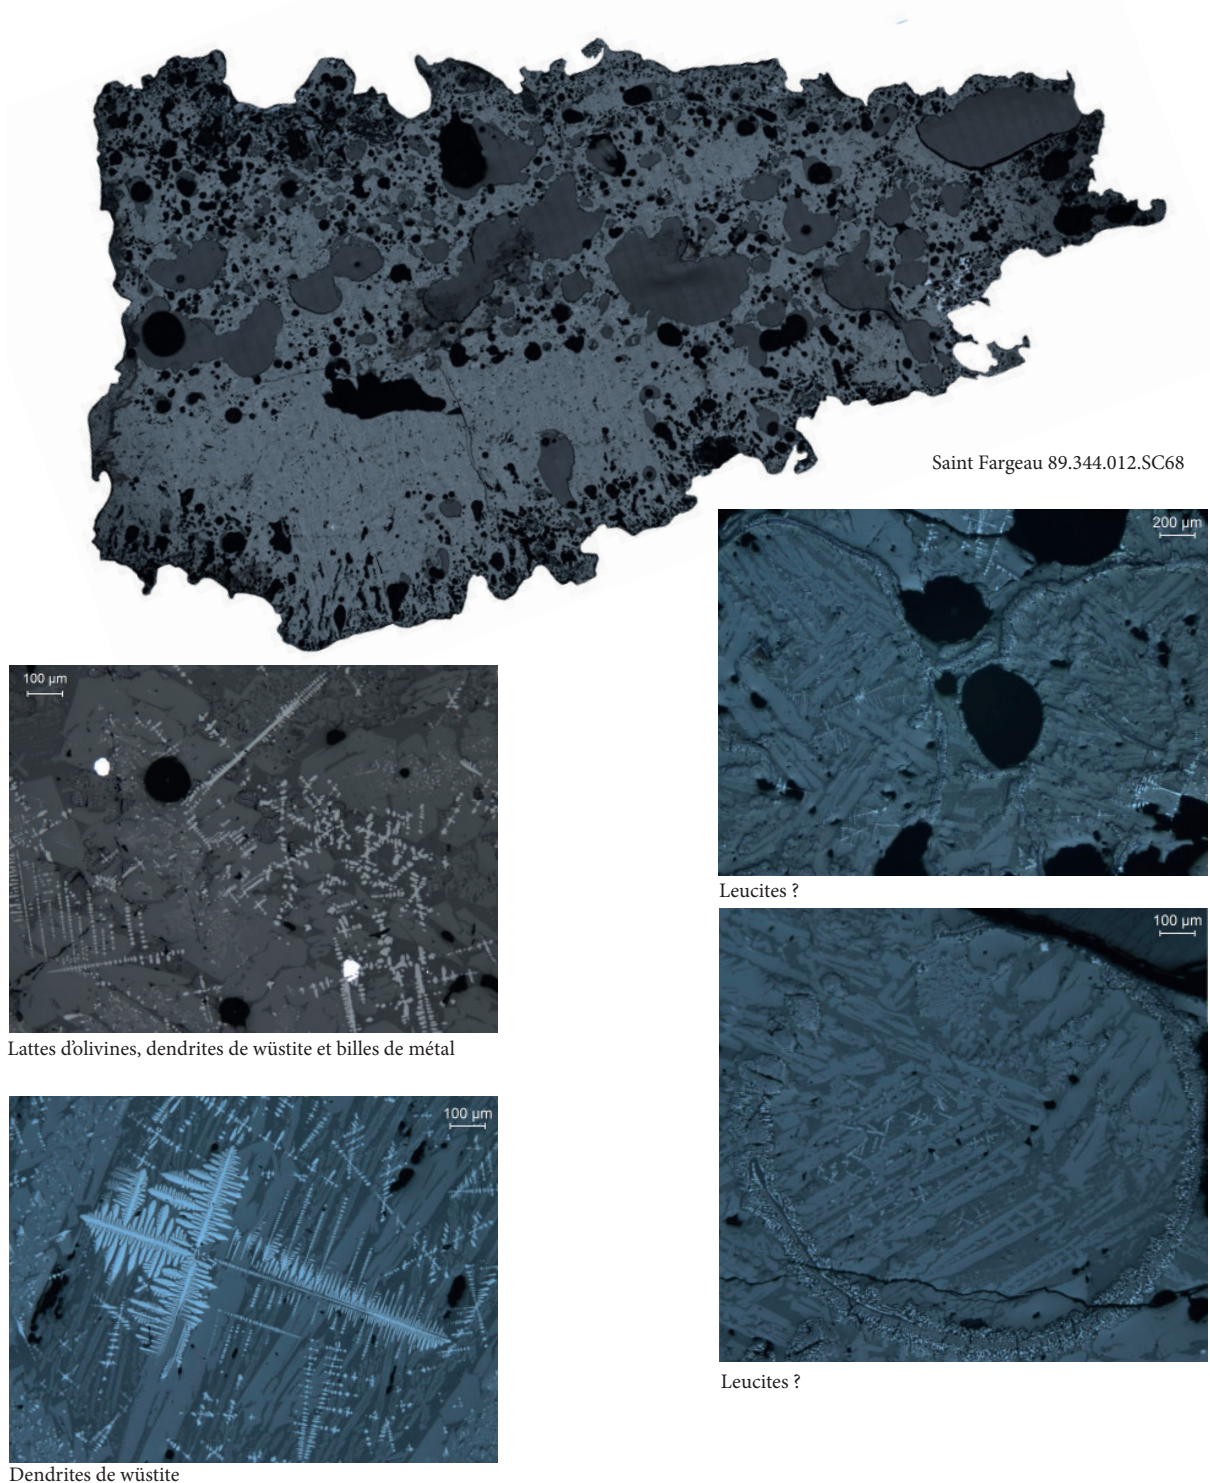 Saint Fargeau 89.344.012.SC68
200 µm
100 µm
Leucites ?
100 µm
Lattes d'olivines, dendrites de wüstite et billes de métal
100 µm
Leucites ?
Dendrites de wüstite